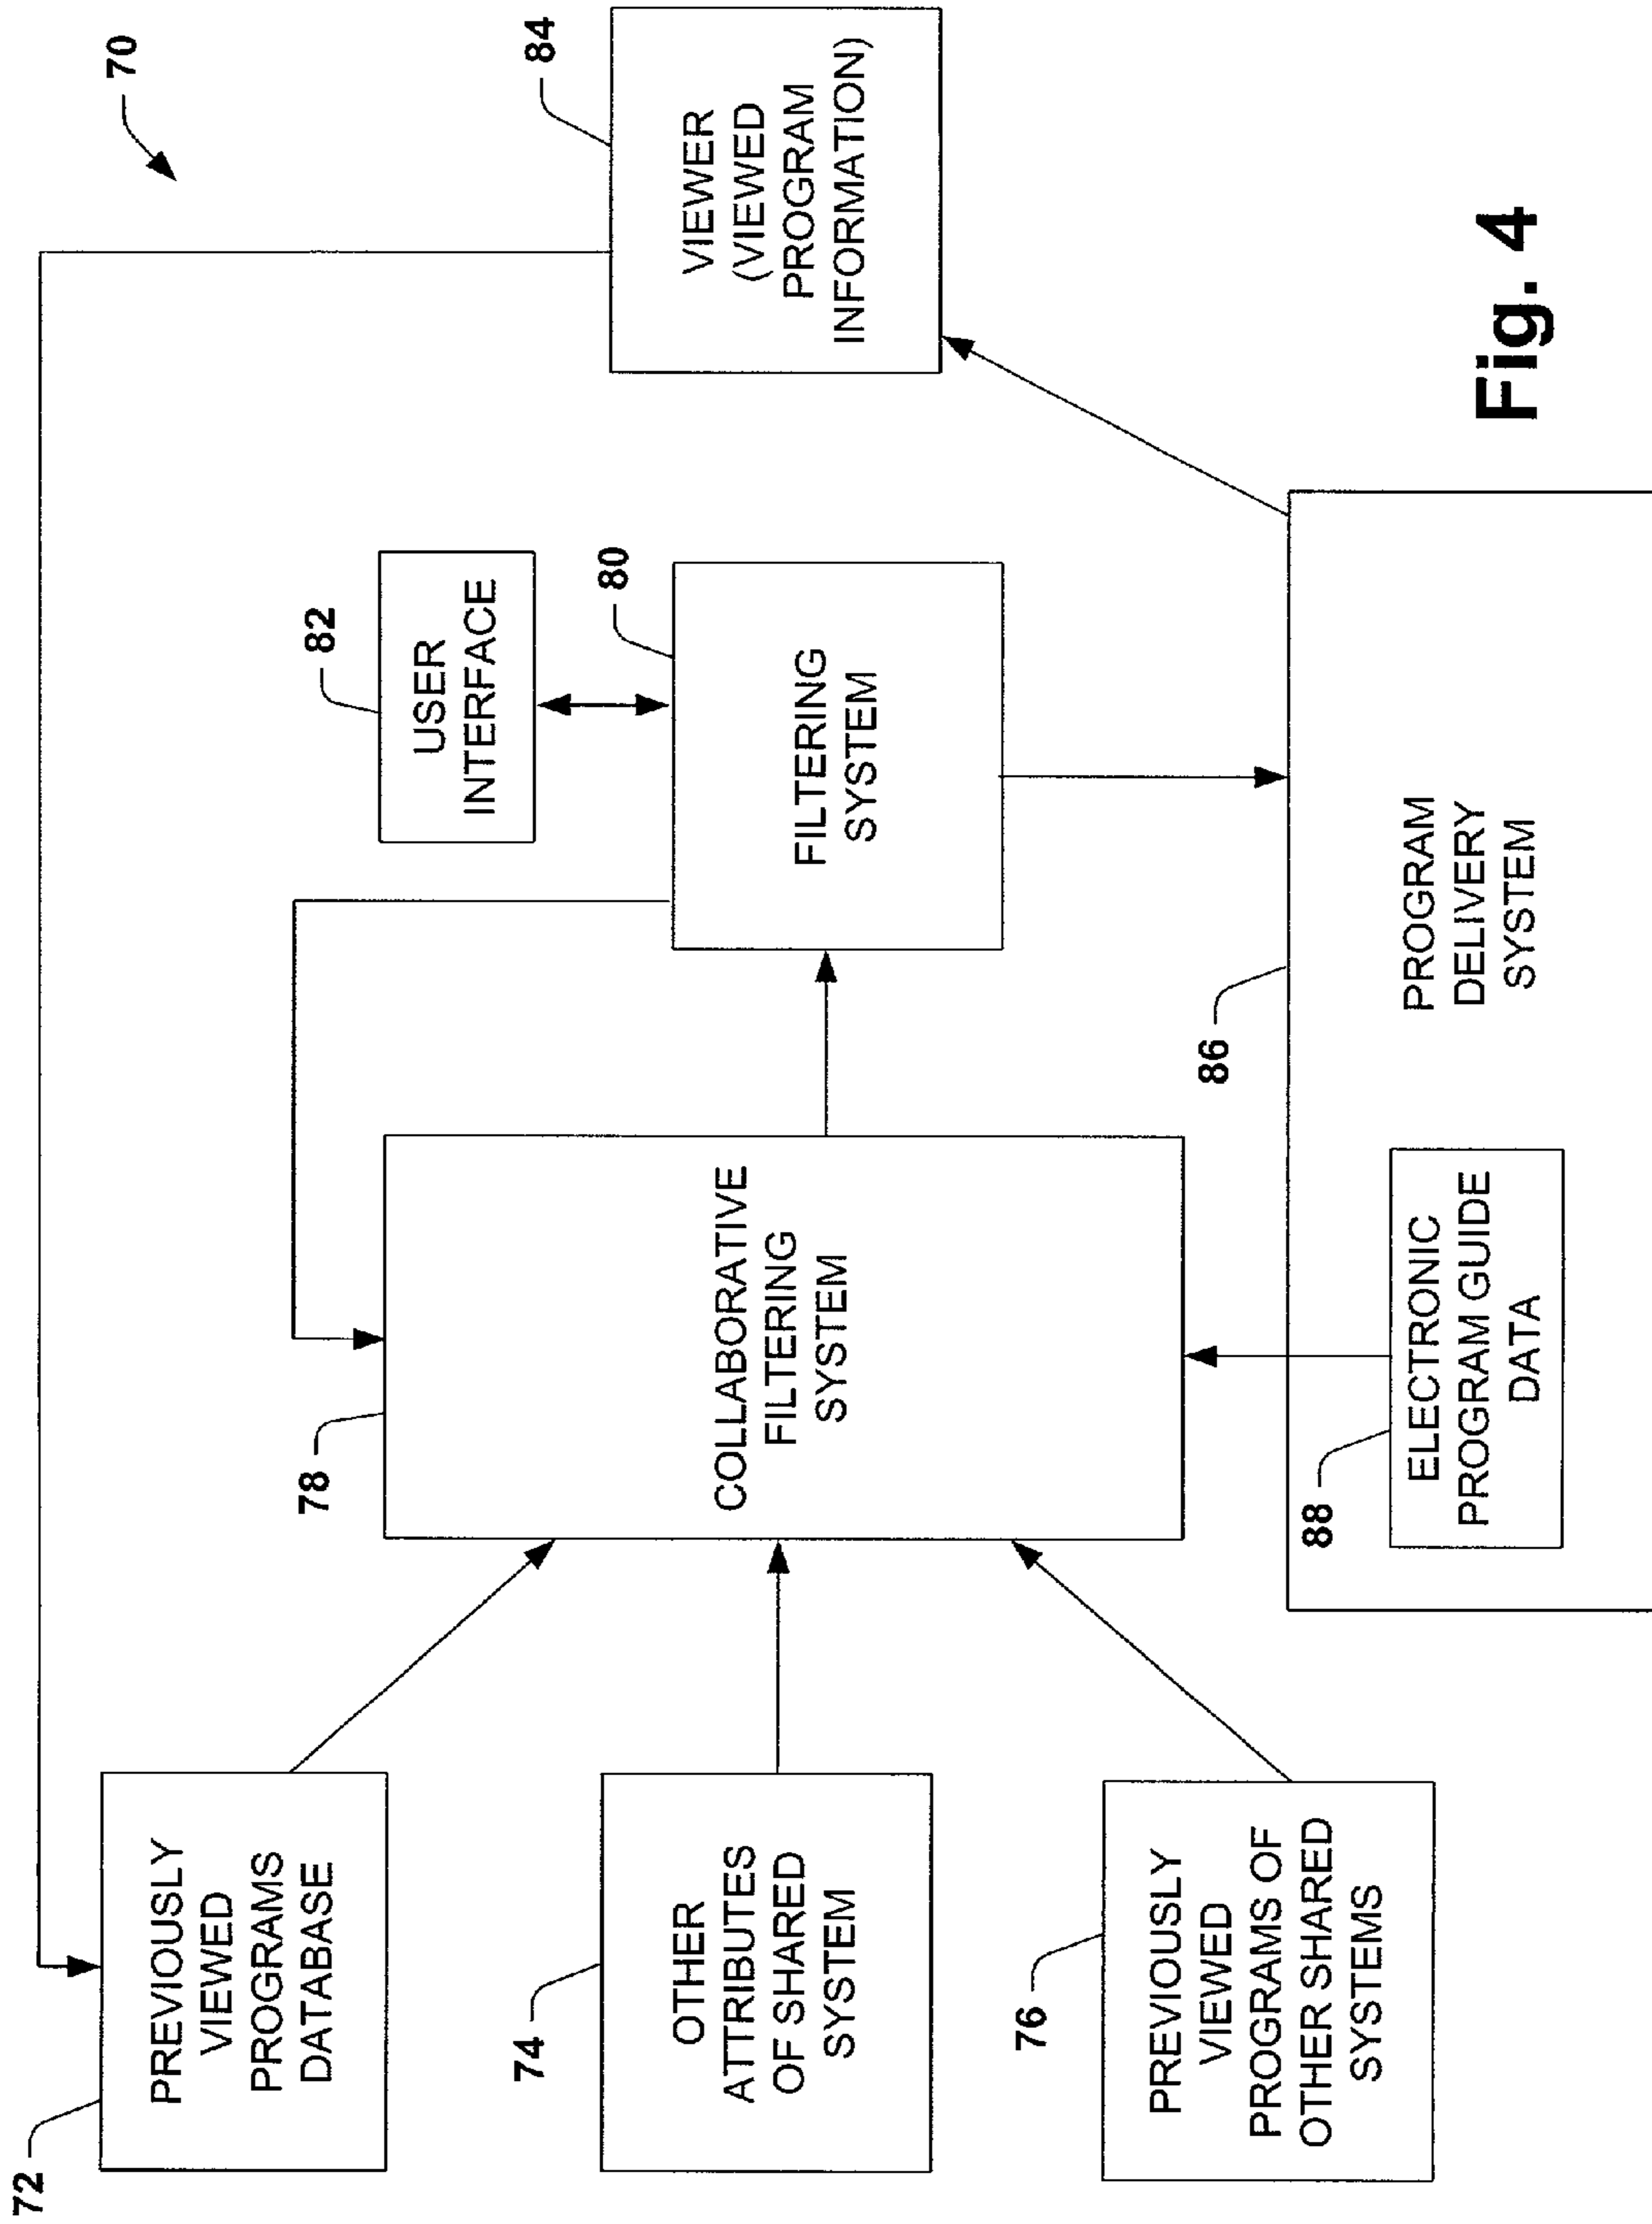 70
72
PREVIOUSLY
VIEWED
PROGRAMS
DATABASE
74
OTHER
ATTRIBUTES
OF SHARED
SYSTEM
76
PREVIOUSLY
VIEWED
PROGRAMS OF
OTHER SHARED
SYSTEMS
78
COLLABORATIVE
FILTERING
SYSTEM
82
USER
INTERFACE
80
FILTERING
SYSTEM
84
VIEWER
(VIEWED
PROGRAM
INFORMATION)
86
PROGRAM
DELIVERY
SYSTEM
88
ELECTRONIC
PROGRAM GUIDE
DATA
Fig. 4